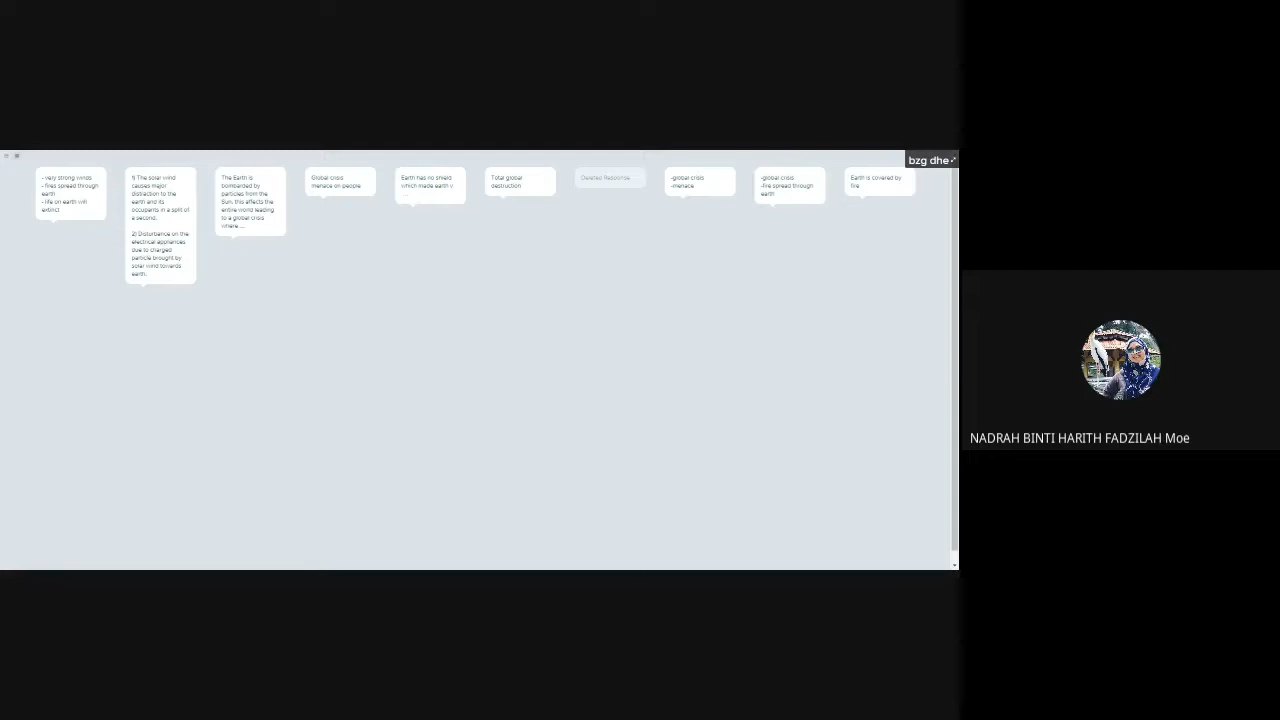 bzg dhe
- very strong winds
- fires spread through
earth
- life on earth will
extinct
1) The solar wind
causes major
distraction to the
earth and its
occupants in a split of
a second.
2) Disturbance on the
electrical appliances
due to charged
particle brought by
solar wind towards
earth.
The Earth is
bombarded by
particles from the
Sun, this affects the
entire world leading
to a global crisis
where ...
Global crisis
menace on people
Earth has no shield
which made earth v
...
Total global
destruction
Deleted Response
-global crisis
-menace
-global crisis
-fire spread through
earth
Earth is covered by
fire
NADRAH BINTI HARITH FADZILAH Moe